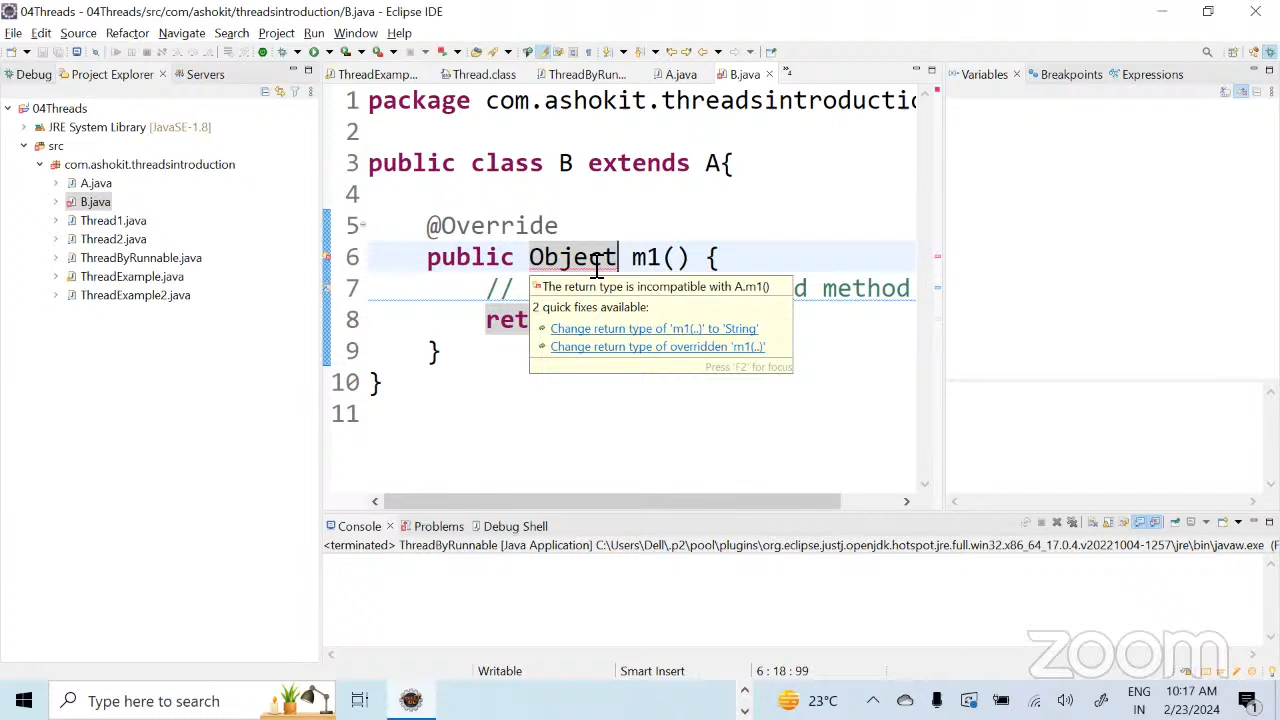 04Threads - 04Threads/src/com/ashokit/threadsintroduction/B.java - Eclipse IDE
File Edit Source Refactor Navigate Search Project Run Window Help
Debug Project Explorer Servers
ThreadExamp... Thread.class ThreadByRun... A.java B.java
Variables Breakpoints Expressions
04Threads
JRE System Library [JavaSE-1.8]
src
com.ashokit.threadsintroduction
A.java
B.java
Thread1.java
Thread2.java
ThreadByRunnable.java
ThreadExample.java
ThreadExample2.java
1 package com.ashokit.threadsintroductio
2
3 public class B extends A{
4
5 @Override
6 public Object m1() {
7 // d method
8 ret
9 }
10 }
11
The return type is incompatible with A.m1()
2 quick fixes available:
Change return type of 'm1(..)' to 'String'
Change return type of overridden 'm1(..)'
Press 'F2' for focus
Console Problems Debug Shell
<terminated> ThreadByRunnable [Java Application] C:\Users\Dell\.p2\pool\plugins\org.eclipse.justj.openjdk.hotspot.jre.full.win32.x86_64_17.0.4.v20221004-1257\jre\bin\javaw.exe (F
zoom
Writable Smart Insert 6 : 18 : 99
Type here to search
23°C
ENG
IN
10:17 AM
2/23/2024
1